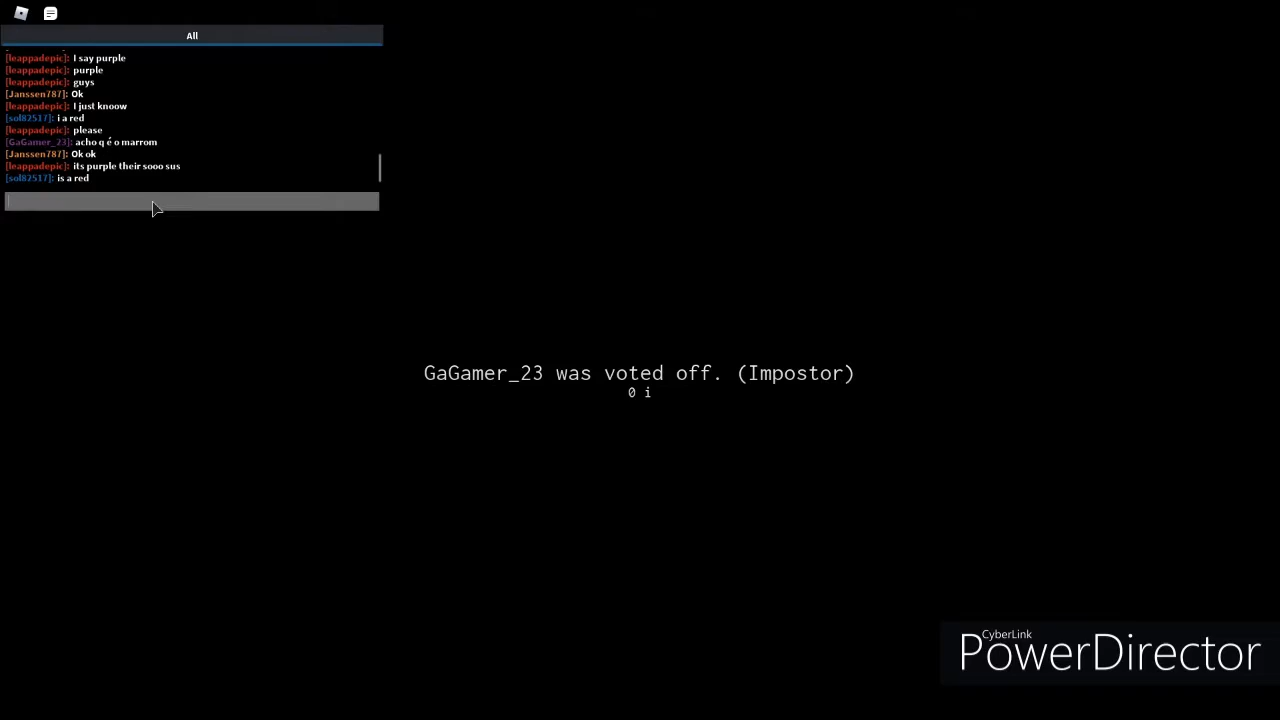 All
[leappadepic]: I say purple
[leappadepic]: purple
[leappadepic]: guys
[Janssen787]: Ok
[leappadepic]: I just knoow
[sol82517]: i a red
[leappadepic]: please
[GaGamer_23]: acho q é o marrom
[Janssen787]: Ok ok
[leappadepic]: its purple their sooo sus
[sol82517]: is a red
GaGamer_23 was voted off. (Impostor)
0 i
CyberLink
PowerDirector